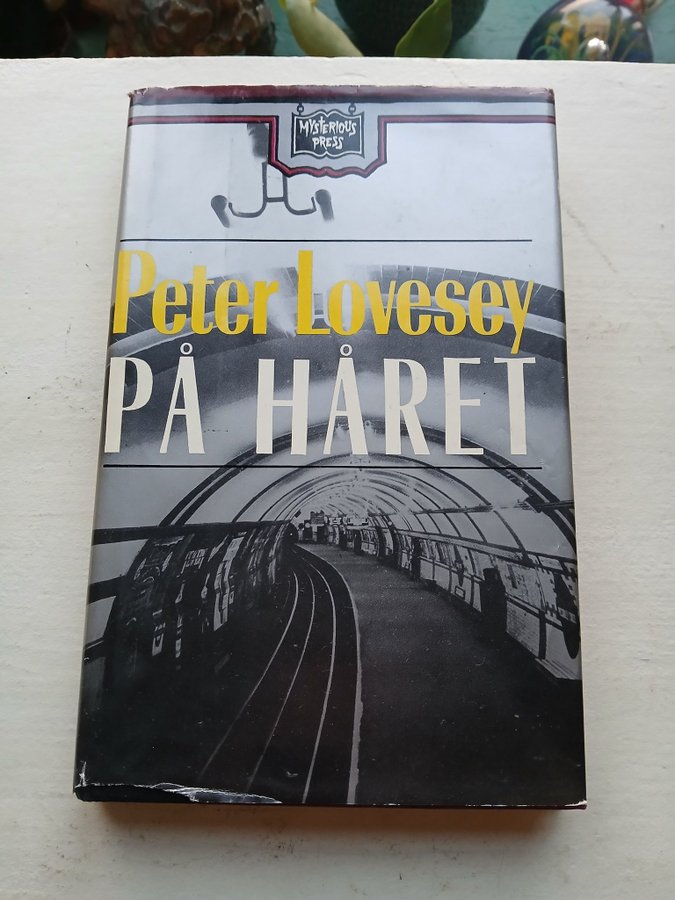 MYSTERIOUS
PRESS
Peter Lovesey
PÅ HÅRET